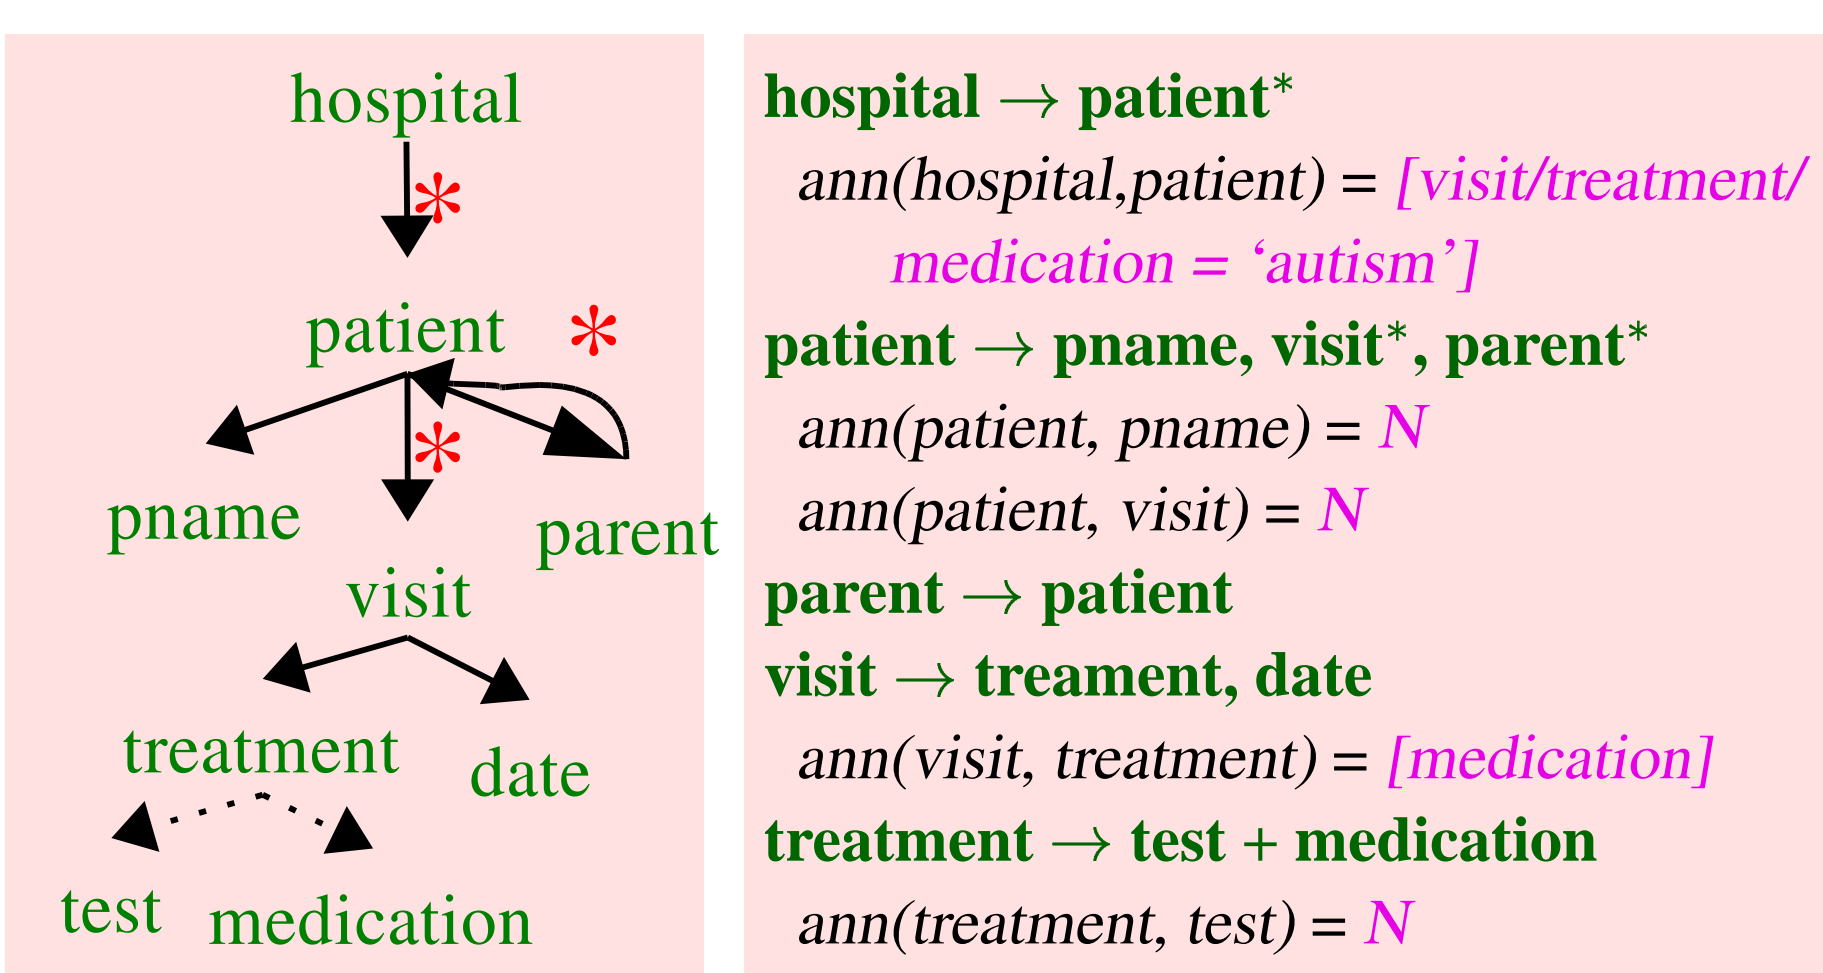 hospital
*
patient *
*
pname
parent
visit
treatment
date
test medication
hospital → patient*
ann(hospital,patient) = [visit/treatment/
medication = ‘autism’]
patient → pname, visit*, parent*
ann(patient, pname) = N
ann(patient, visit) = N
parent → patient
visit → treament, date
ann(visit, treatment) = [medication]
treatment → test + medication
ann(treatment, test) = N